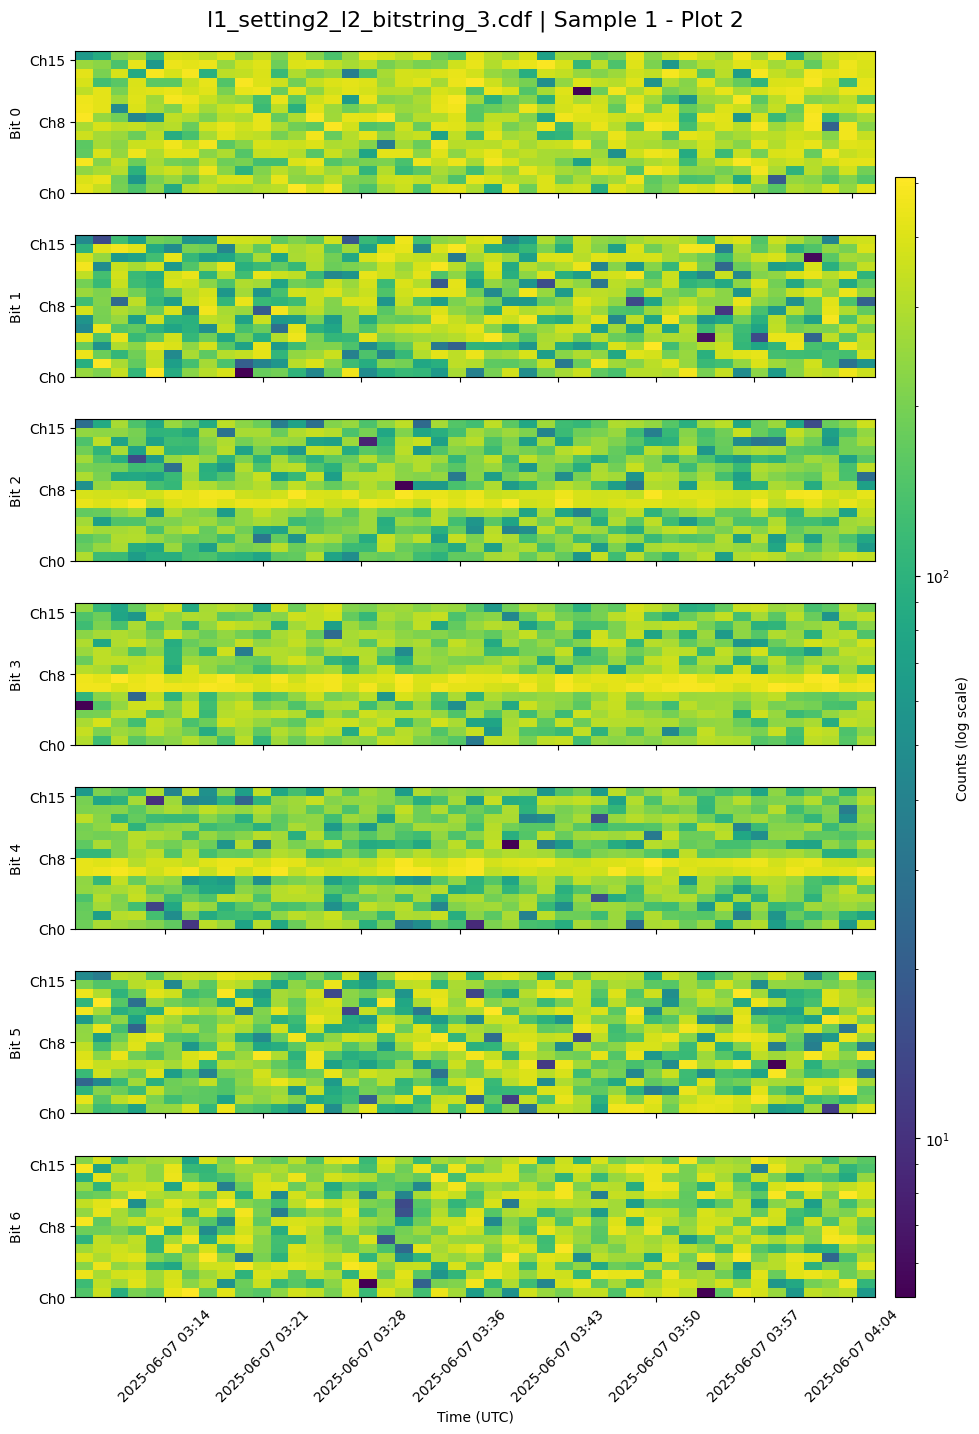 l1_setting2_l2_bitstring_3.cdf | Sample 1 - Plot 2
Bit 0
Ch15
Ch8
Ch0
Bit 1
Ch15
Ch8
Ch0
Bit 2
Ch15
Ch8
Ch0
Bit 3
Ch15
Ch8
Ch0
Bit 4
Ch15
Ch8
Ch0
Bit 5
Ch15
Ch8
Ch0
Bit 6
Ch15
Ch8
Ch0
2025-06-07 03:14
2025-06-07 03:21
2025-06-07 03:28
2025-06-07 03:36
2025-06-07 03:43
2025-06-07 03:50
2025-06-07 03:57
2025-06-07 04:04
Time (UTC)
10²
10¹
Counts (log scale)